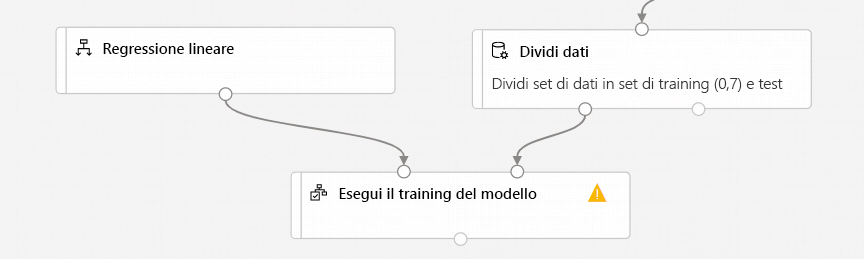 Regressione lineare
Dividi dati
Dividi set di dati in set di training (0,7) e test
Esegui il training del modello